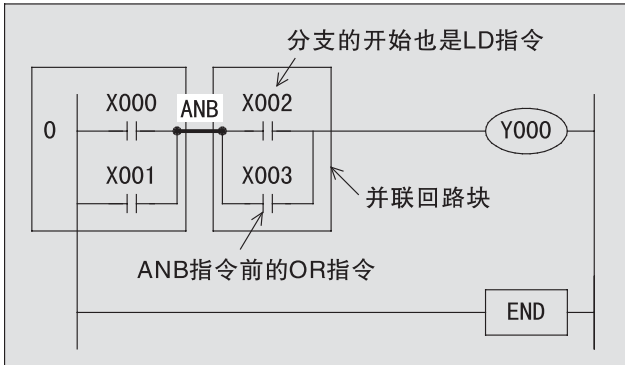 分支的开始也是LD指令
X000 ANB X002
0
Y000
X001 X003
并联回路块
ANB指令前的OR指令
END